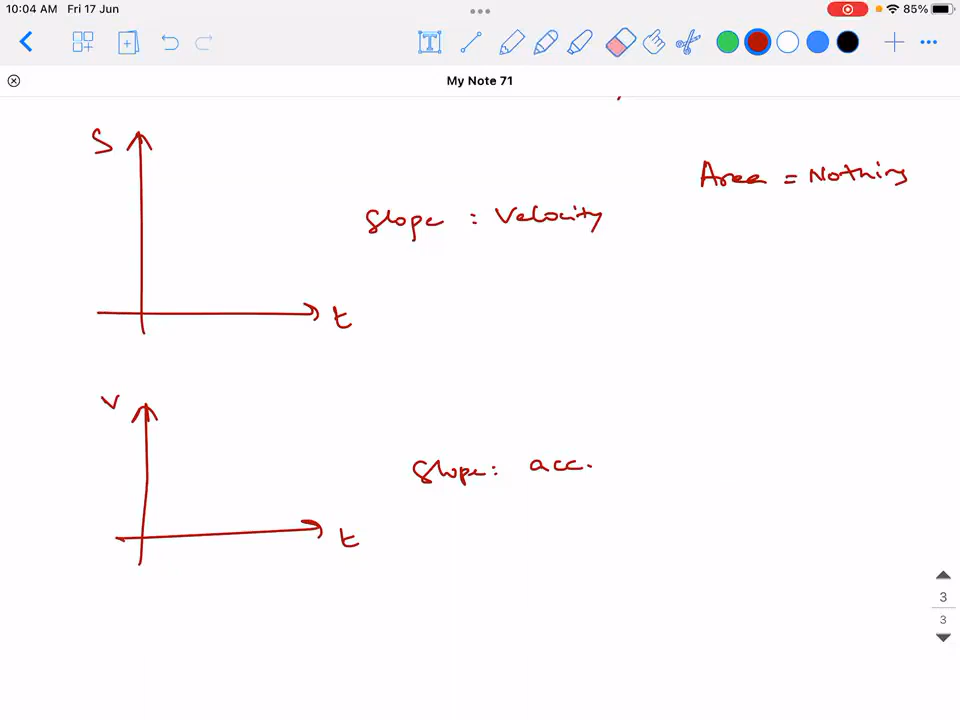 10:04 AM Fri 17 Jun
85%
My Note 71
S
Area = Nothing
Slope : Velocity
t
v
Slope: acc.
t
3
3